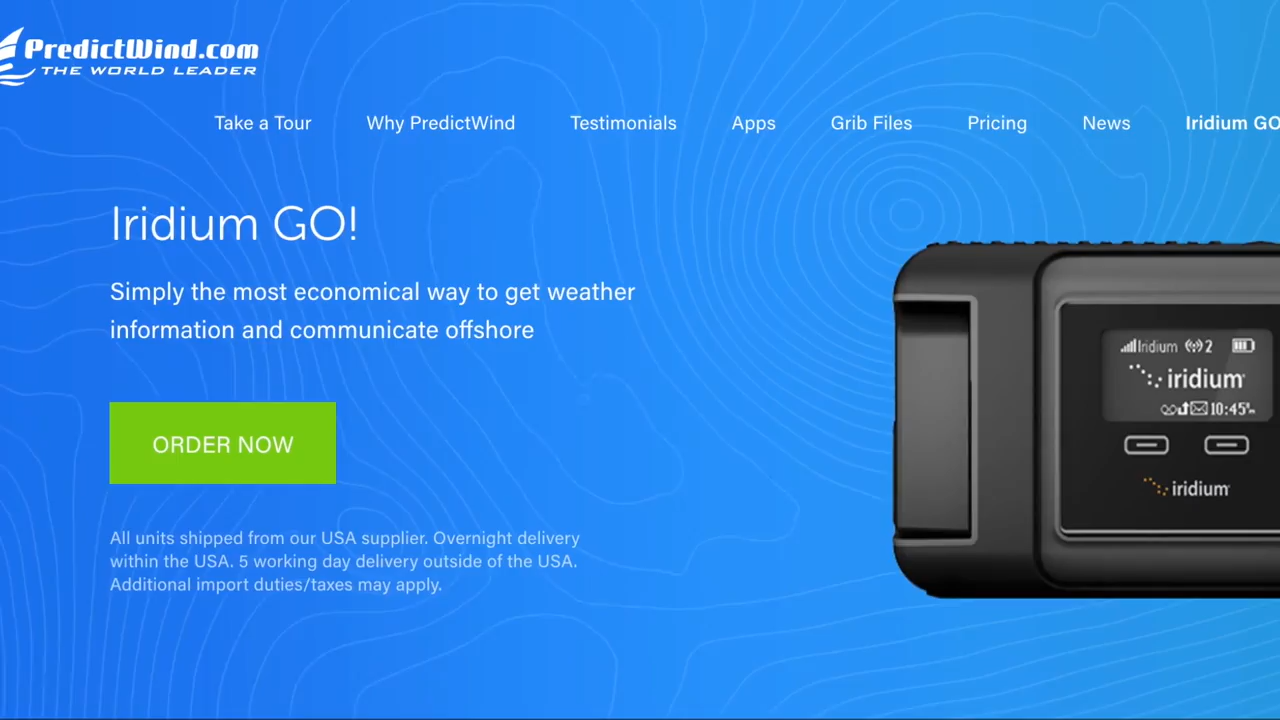 PredictWind.com
THE WORLD LEADER
Take a Tour Why PredictWind Testimonials Apps Grib Files Pricing News Iridium GO
Iridium GO!
Simply the most economical way to get weather
information and communicate offshore
ORDER NOW
All units shipped from our USA supplier. Overnight delivery
within the USA. 5 working day delivery outside of the USA.
Additional import duties/taxes may apply.
Iridium 2
iridium
10:45
iridium